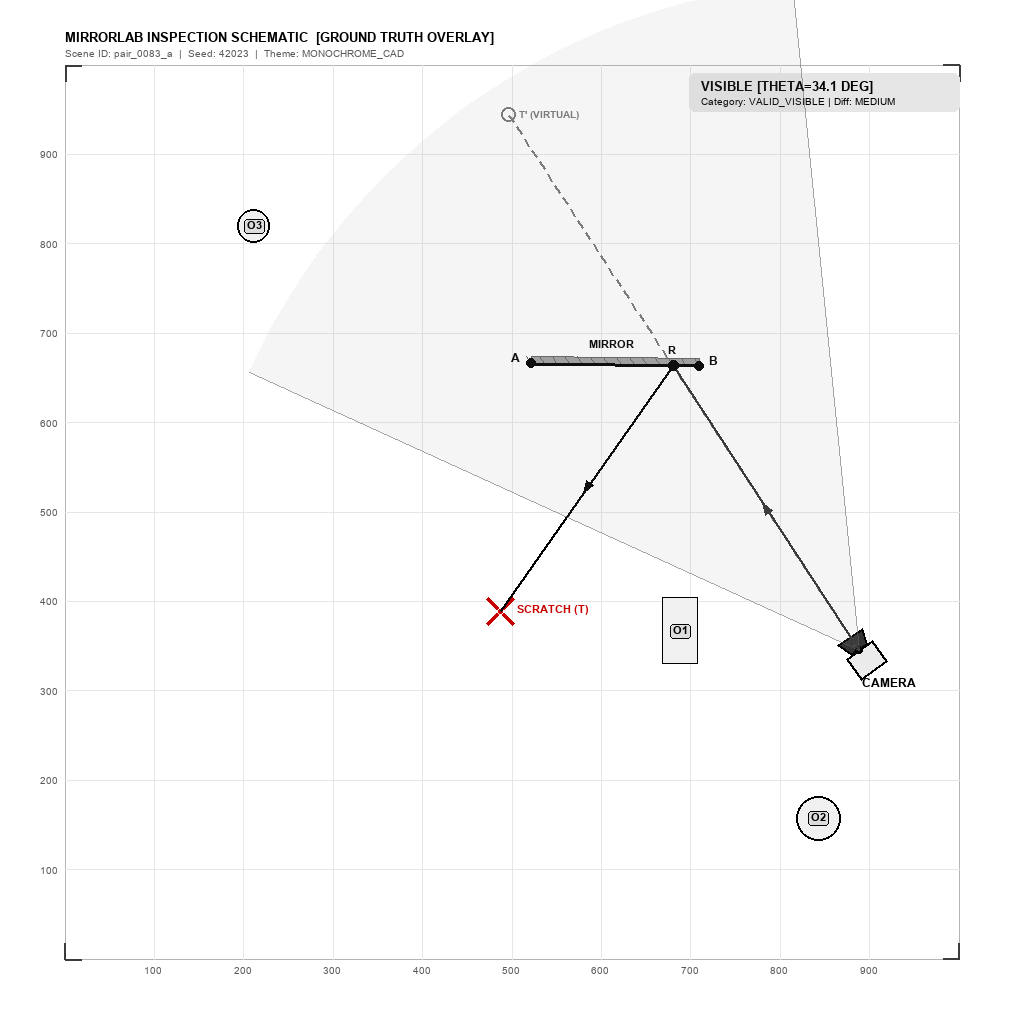 MIRRORLAB INSPECTION SCHEMATIC [GROUND TRUTH OVERLAY]
Scene ID: pair_0083_a | Seed: 42023 | Theme: MONOCHROME_CAD
VISIBLE [THETA=34.1 DEG]
Category: VALID_VISIBLE | Diff: MEDIUM
T' (VIRTUAL)
900
O3
800
700
MIRROR
R
A
B
600
500
400
SCRATCH (T)
O1
CAMERA
300
200
O2
100
100 200 300 400 500 600 700 800 900